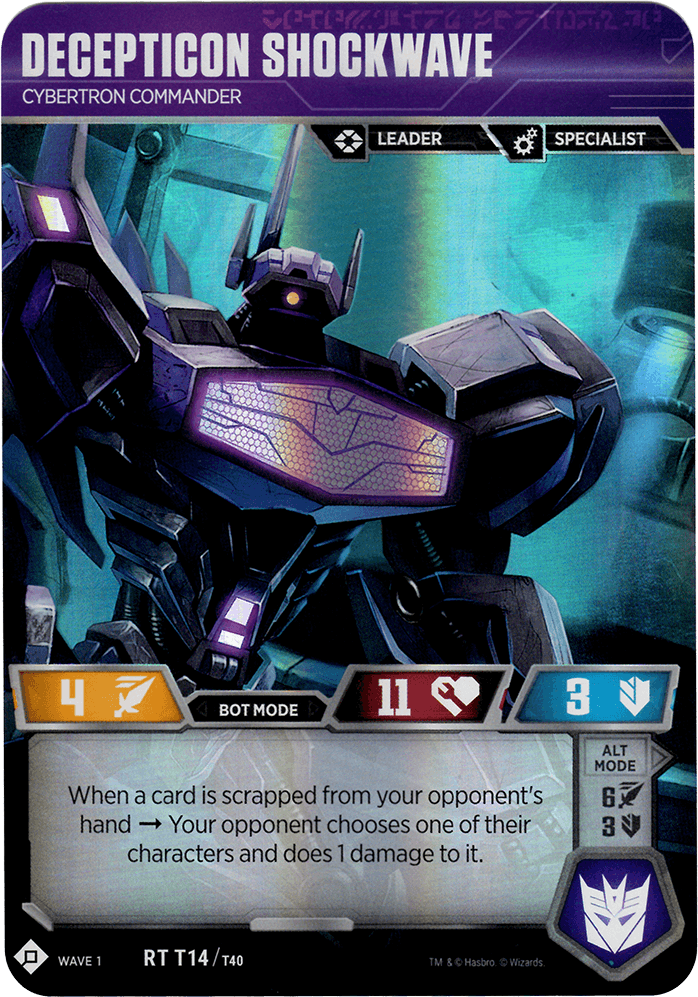 DECEPTICON SHOCKWAVE
CYBERTRON COMMANDER
LEADER
SPECIALIST
4
BOT MODE
11
3
When a card is scrapped from your opponent's
hand → Your opponent chooses one of their
characters and does 1 damage to it.
ALT
MODE
6
3
WAVE 1
RT T14/T40
TM & © Hasbro. © Wizards.